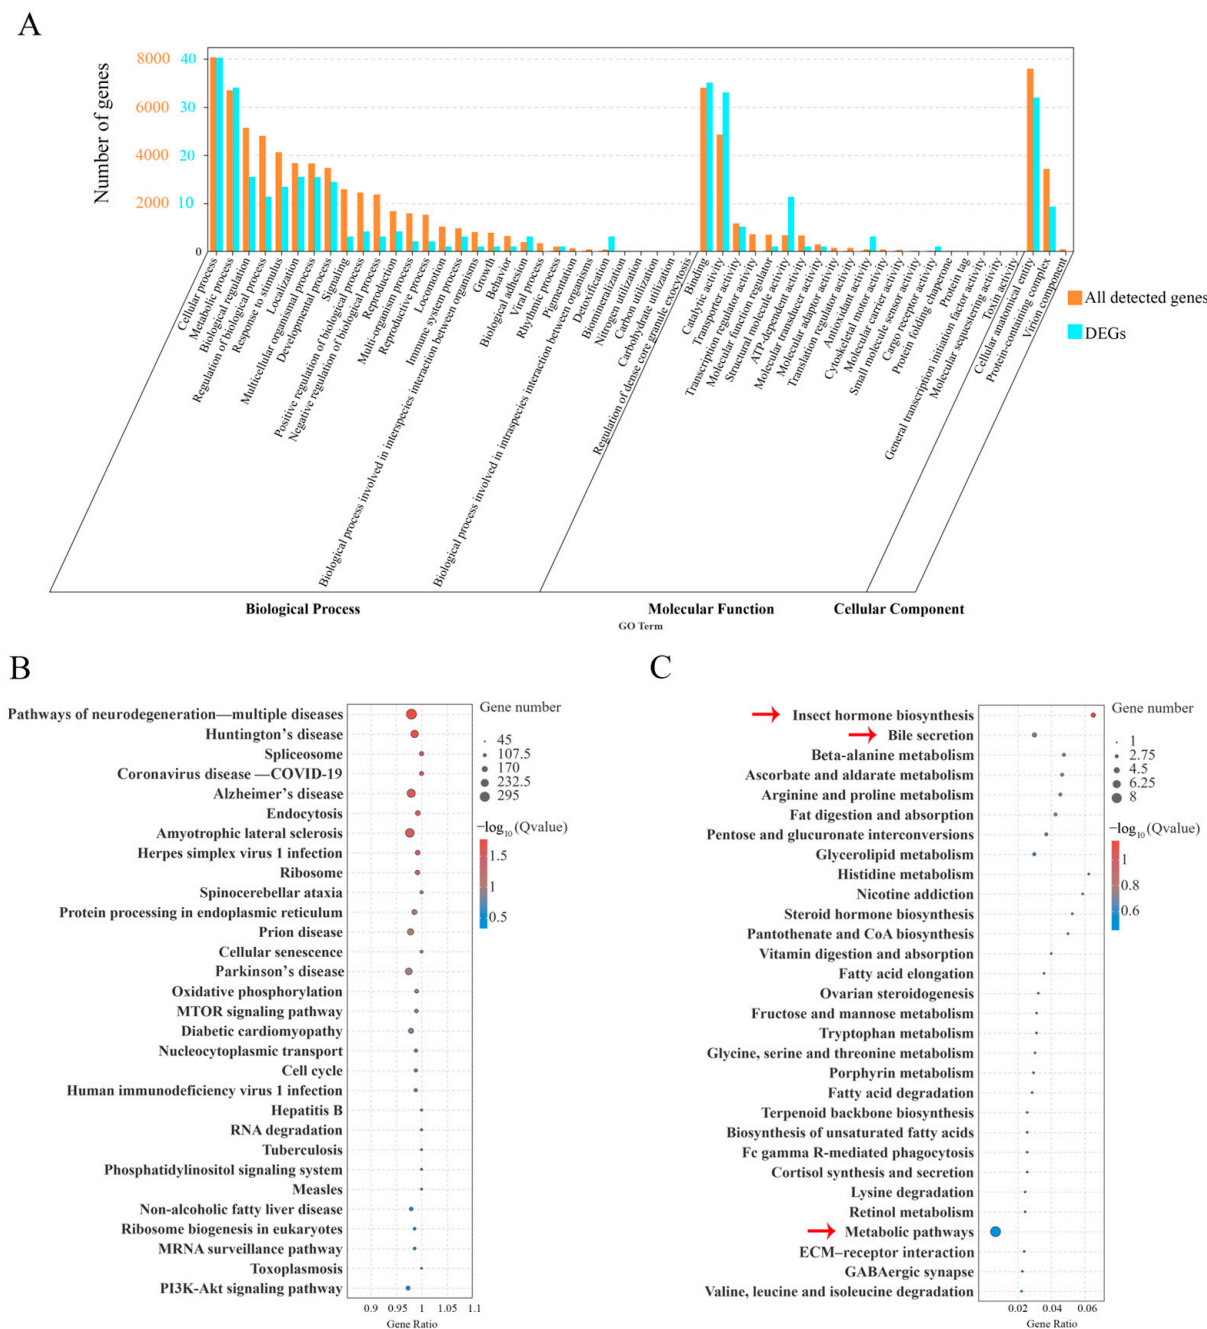 A
Number of genes
8000 40
6000 30
4000 20
2000 10
0
Cellular process
Metabolic process
Biological regulation
Regulation of biological process
Response to stimulus
Localization
Multicellular organismal process
Developmental process
Signaling
Positive regulation of biological process
Negative regulation of biological process
Reproduction
Multi-organism process
Reproductive process
Locomotion
Immune system process
Biological process involved in interspecies interaction between organisms
Growth
Behavior
Biological adhesion
Viral process
Rhythmic process
Pigmentation
Biological process involved in intraspecies interaction between organisms
Detoxification
Biomineralization
Nitrogen utilization
Carbon utilization
Carbohydrate utilization
Regulation of dense core granule exocytosis
Binding
Catalytic activity
Transporter activity
Transcription regulator activity
Molecular function regulator
Structural molecule activity
ATP-dependent activity
Molecular transducer activity
Molecular adaptor activity
Translation regulator activity
Antioxidant activity
Cytoskeletal motor activity
Molecular carrier activity
Small molecule sensor activity
Cargo receptor activity
Protein folding chaperone
Protein tag
General transcription initiation factor activity
Molecular sequestering activity
Toxin activity
Cellular anatomical entity
Protein-containing complex
Virion component
All detected genes
DEGs
Biological Process
Molecular Function
Cellular Component
GO Term
B
Pathways of neurodegeneration—multiple diseases
Huntington's disease
Spliceosome
Coronavirus disease —COVID-19
Alzheimer's disease
Endocytosis
Amyotrophic lateral sclerosis
Herpes simplex virus 1 infection
Ribosome
Spinocerebellar ataxia
Protein processing in endoplasmic reticulum
Prion disease
Cellular senescence
Parkinson's disease
Oxidative phosphorylation
MTOR signaling pathway
Diabetic cardiomyopathy
Nucleocytoplasmic transport
Cell cycle
Human immunodeficiency virus 1 infection
Hepatitis B
RNA degradation
Tuberculosis
Phosphatidylinositol signaling system
Measles
Non-alcoholic fatty liver disease
Ribosome biogenesis in eukaryotes
MRNA surveillance pathway
Toxoplasmosis
PI3K-Akt signaling pathway
0.9 0.95 1 1.05 1.1
Gene Ratio
Gene number
45
107.5
170
232.5
295
−log10 (Qvalue)
1.5
1
0.5
C
Insect hormone biosynthesis
Bile secretion
Beta-alanine metabolism
Ascorbate and aldarate metabolism
Arginine and proline metabolism
Fat digestion and absorption
Pentose and glucuronate interconversions
Glycerolipid metabolism
Histidine metabolism
Nicotine addiction
Steroid hormone biosynthesis
Pantothenate and CoA biosynthesis
Vitamin digestion and absorption
Fatty acid elongation
Ovarian steroidogenesis
Fructose and mannose metabolism
Tryptophan metabolism
Glycine, serine and threonine metabolism
Porphyrin metabolism
Fatty acid degradation
Terpenoid backbone biosynthesis
Biosynthesis of unsaturated fatty acids
Fc gamma R-mediated phagocytosis
Cortisol synthesis and secretion
Lysine degradation
Retinol metabolism
Metabolic pathways
ECM–receptor interaction
GABAergic synapse
Valine, leucine and isoleucine degradation
0.02 0.04 0.06
Gene Ratio
Gene number
1
2.75
4.5
6.25
8
−log10 (Qvalue)
1
0.8
0.6